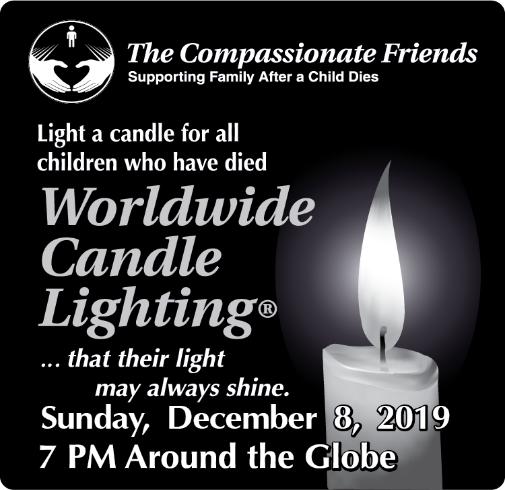 The Compassionate Friends
Supporting Family After a Child Dies
Light a candle for all
children who have died
Worldwide
Candle
Lighting®
... that their light
may always shine.
Sunday, December 8, 2019
7 PM Around the Globe